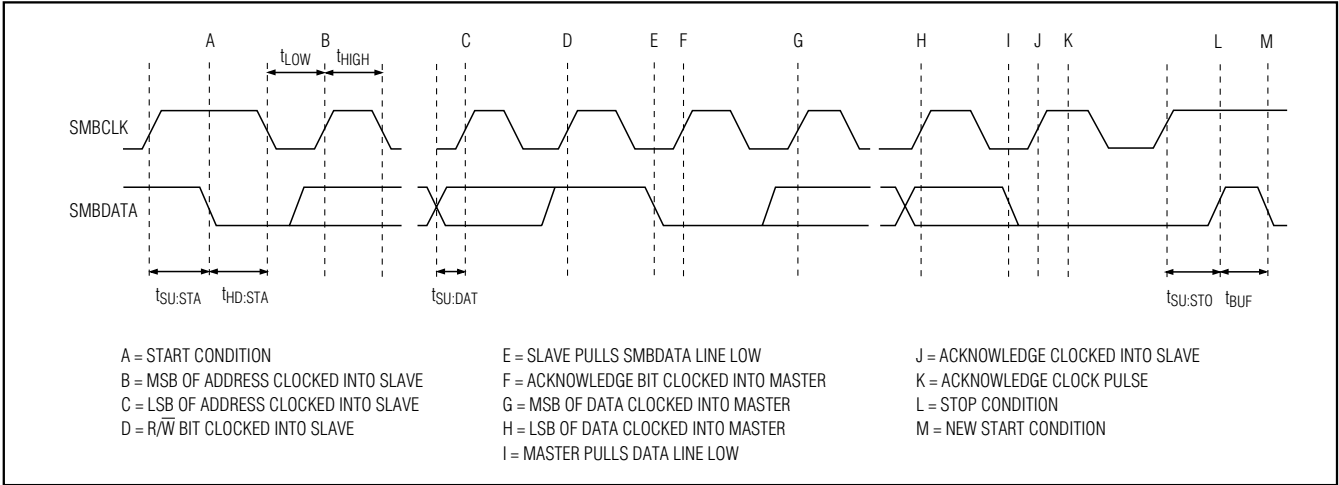 A B C D E F G H I J K L M
tLOW tHIGH
SMBCLK
SMBDATA
tSU:STA tHD:STA tSU:DAT tSU:STO tBUF
A = START CONDITION
B = MSB OF ADDRESS CLOCKED INTO SLAVE
C = LSB OF ADDRESS CLOCKED INTO SLAVE
D = R/W̅ BIT CLOCKED INTO SLAVE
E = SLAVE PULLS SMBDATA LINE LOW
F = ACKNOWLEDGE BIT CLOCKED INTO MASTER
G = MSB OF DATA CLOCKED INTO MASTER
H = LSB OF DATA CLOCKED INTO MASTER
I = MASTER PULLS DATA LINE LOW
J = ACKNOWLEDGE CLOCKED INTO SLAVE
K = ACKNOWLEDGE CLOCK PULSE
L = STOP CONDITION
M = NEW START CONDITION